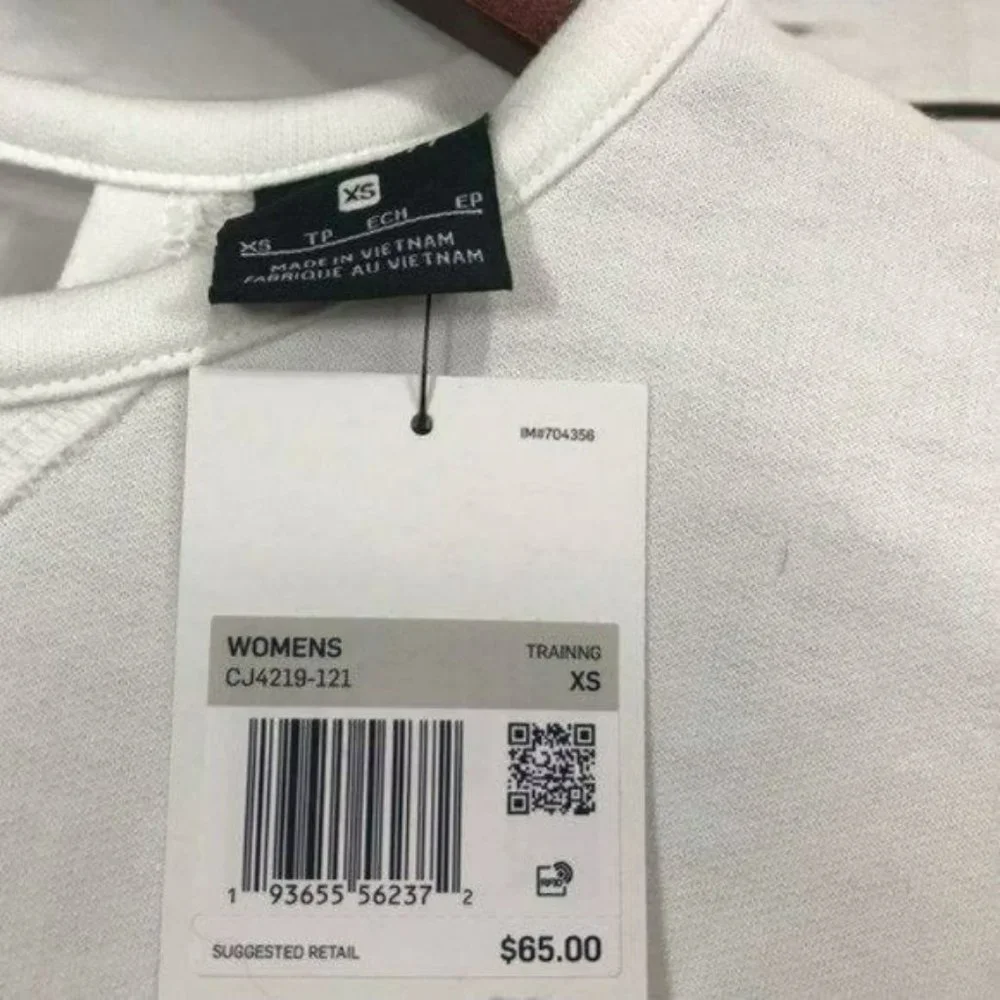 XS
XS TP ECH EP
MADE IN VIETNAM
FABRIQUE AU VIETNAM
IM#704356
WOMENS TRAINNG
CJ4219-121 XS
1 93655 56237 2
RFID
SUGGESTED RETAIL $65.00